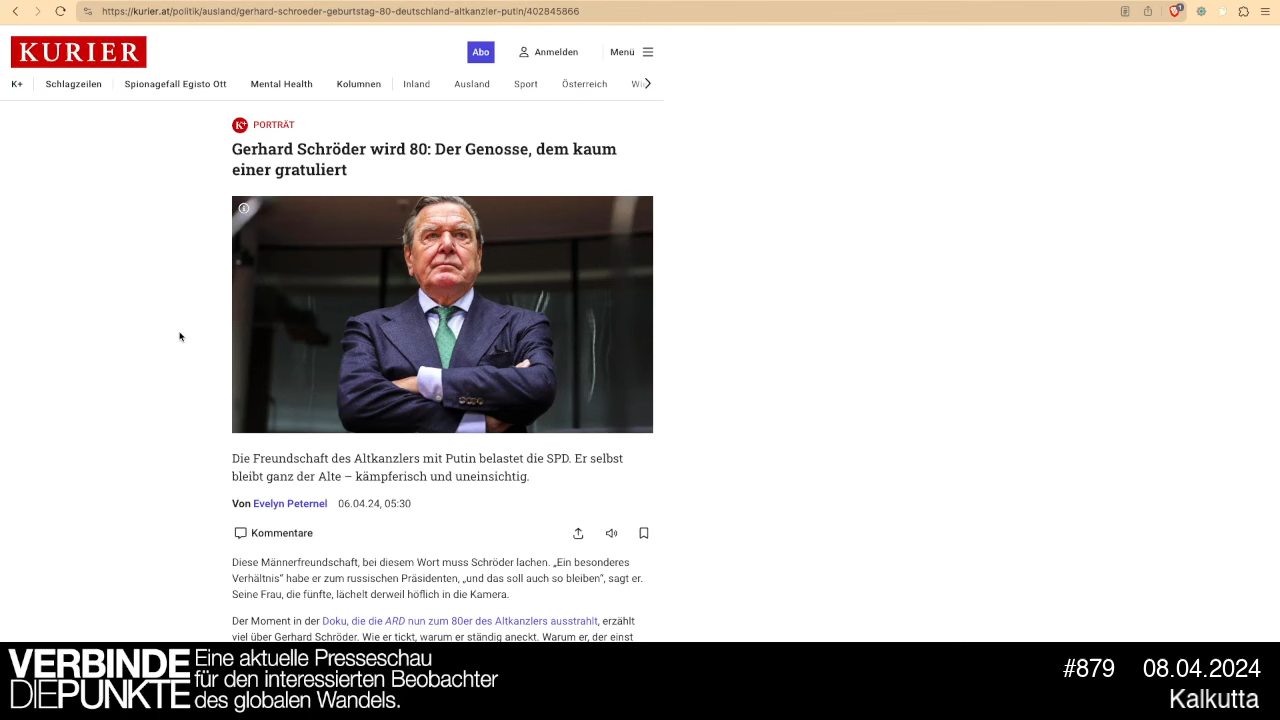 https://kurier.at/politik/ausland/gerhard-schroeder-80-genosse-gratuliert-putin/402845866
KURIER
Abo
Anmelden
Menü
K+
Schlagzeilen
Spionagefall Egisto Ott
Mental Health
Kolumnen
Inland
Ausland
Sport
Österreich
K+ PORTRÄT
Gerhard Schröder wird 80: Der Genosse, dem kaum
einer gratuliert
Die Freundschaft des Altkanzlers mit Putin belastet die SPD. Er selbst
bleibt ganz der Alte – kämpferisch und uneinsichtig.
Von Evelyn Peternel 06.04.24, 05:30
Kommentare
Diese Männerfreundschaft, bei diesem Wort muss Schröder lachen. „Ein besonderes
Verhältnis“ habe er zum russischen Präsidenten, „und das soll auch so bleiben“, sagt er.
Seine Frau, die fünfte, lächelt derweil höflich in die Kamera.
Der Moment in der Doku, die die ARD nun zum 80er des Altkanzlers ausstrahlt, erzählt
viel über Gerhard Schröder. Wie er tickt, warum er ständig aneckt. Warum er, der einst
VERBINDE
DIEPUNKTE
Eine aktuelle Presseschau
für den interessierten Beobachter
des globalen Wandels.
#879 08.04.2024
Kalkutta